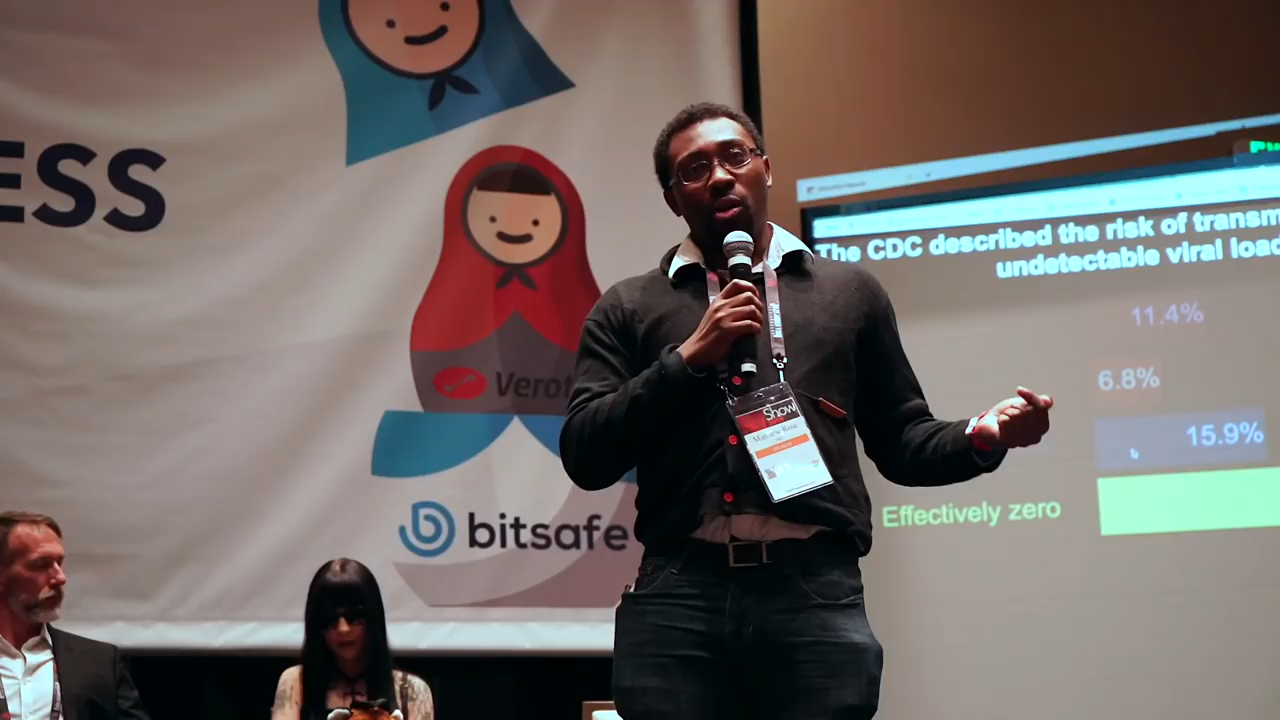 ESS
Verot
bitsafe
The CDC described the risk of transm
undetectable viral load
11.4%
6.8%
15.9%
Effectively zero
Show